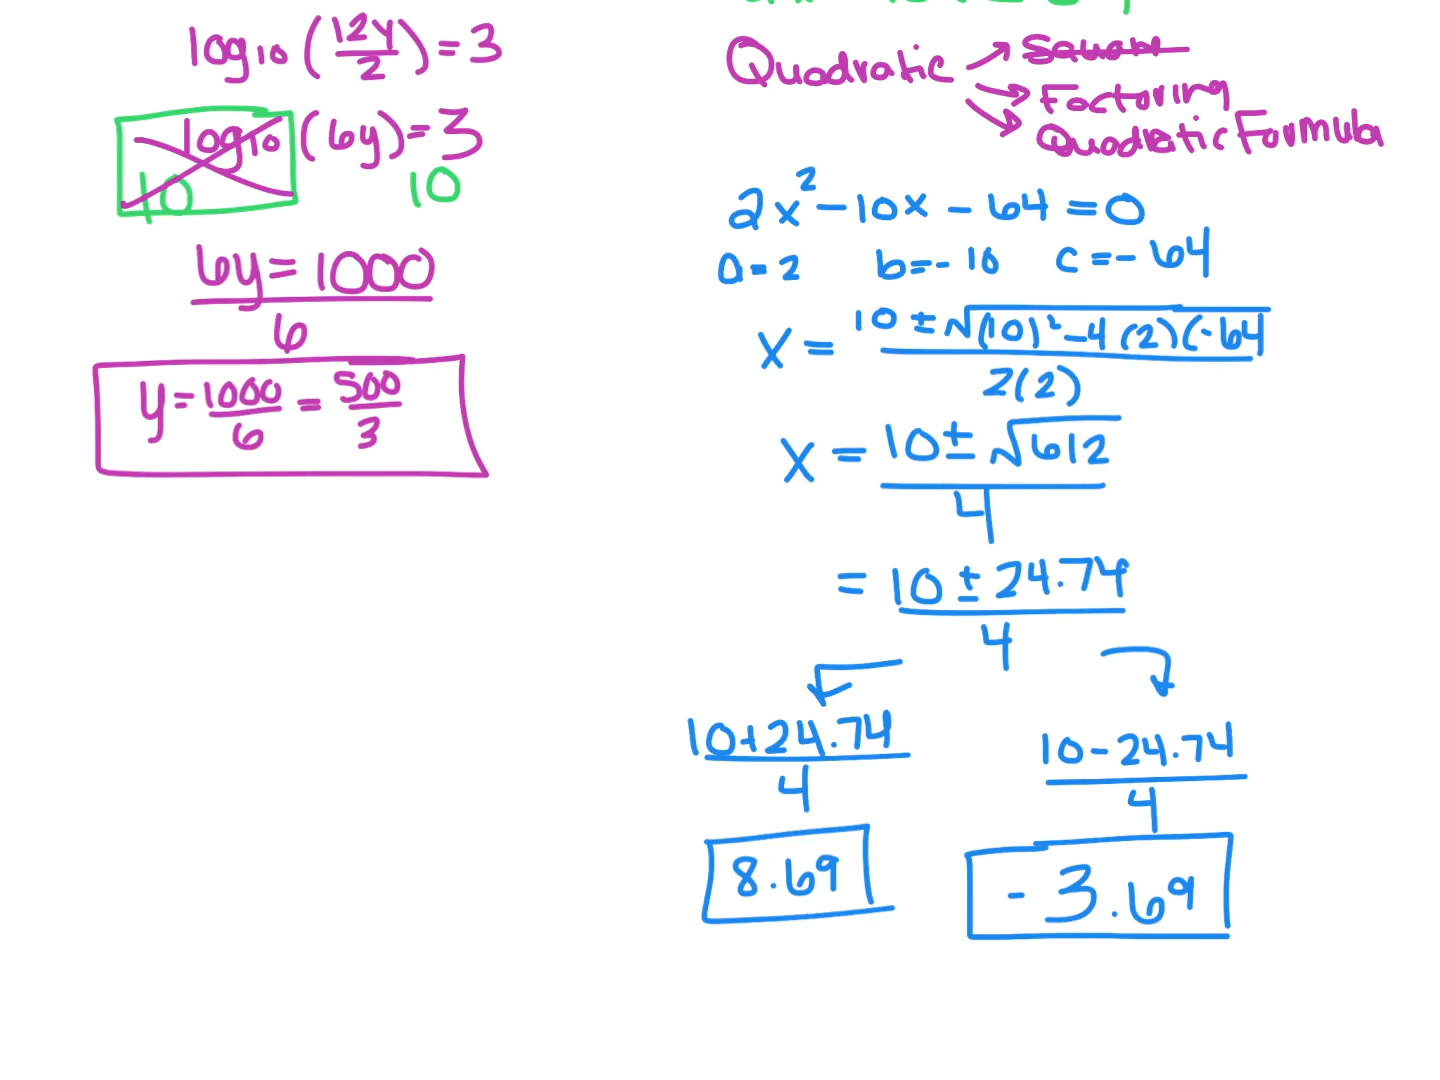 log10 (12y/2) = 3
log10 (6y) = 3
10 10
6y = 1000
6
y = 1000/6 = 500/3
Quadratic
Factoring
Quadratic Formula
2x² - 10x - 64 = 0
a = 2 b = - 10 c = - 64
x = 10 ± √(10)² - 4 (2)(-64
2(2)
x = 10 ± √612
4
= 10 ± 24.74
4
10+24.74
4
10 - 24.74
4
8.69
- 3.69